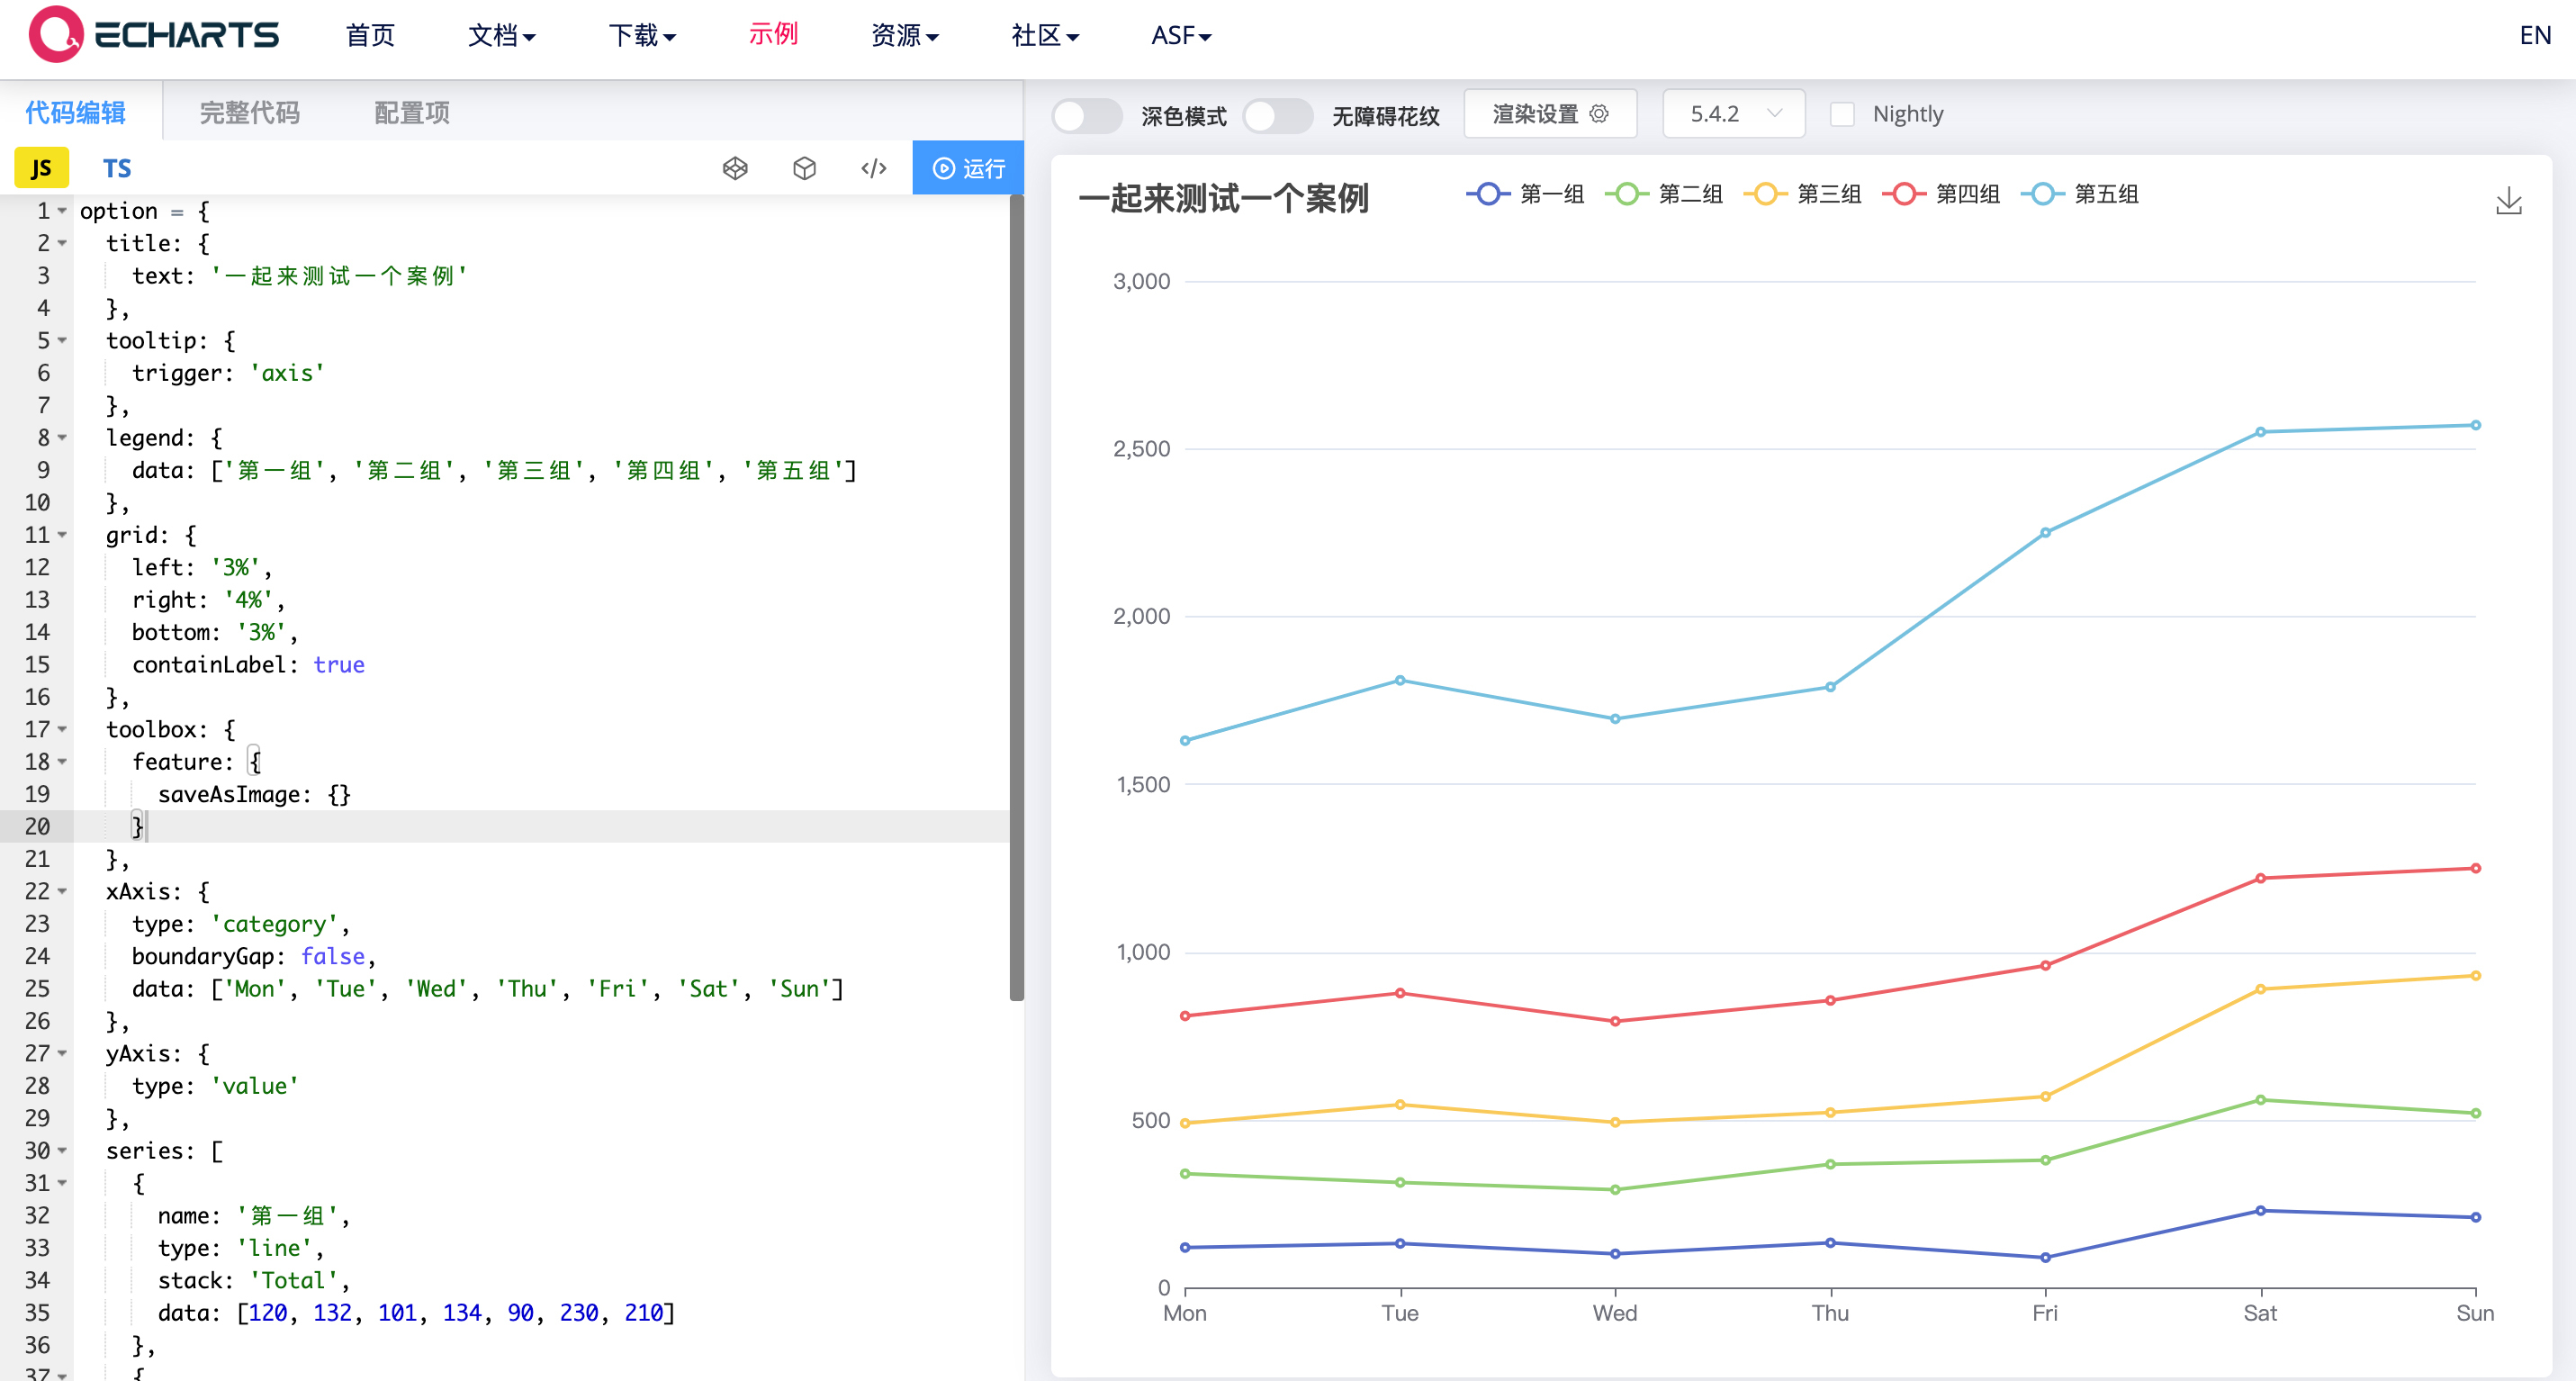 ECHARTS 首页 文档 下载 示例 资源 社区 ASF EN
代码编辑 完整代码 配置项
JS TS </> 运行
1 option = {
2 title: {
3 text: '一起来测试一个案例'
4 },
5 tooltip: {
6 trigger: 'axis'
7 },
8 legend: {
9 data: ['第一组', '第二组', '第三组', '第四组', '第五组']
10 },
11 grid: {
12 left: '3%',
13 right: '4%',
14 bottom: '3%',
15 containLabel: true
16 },
17 toolbox: {
18 feature: {
19 saveAsImage: {}
20 }
21 },
22 xAxis: {
23 type: 'category',
24 boundaryGap: false,
25 data: ['Mon', 'Tue', 'Wed', 'Thu', 'Fri', 'Sat', 'Sun']
26 },
27 yAxis: {
28 type: 'value'
29 },
30 series: [
31 {
32 name: '第一组',
33 type: 'line',
34 stack: 'Total',
35 data: [120, 132, 101, 134, 90, 230, 210]
36 },
37 {
深色模式 无障碍花纹 渲染设置 5.4.2 Nightly
一起来测试一个案例 第一组 第二组 第三组 第四组 第五组
3,000
2,500
2,000
1,500
1,000
500
0
Mon Tue Wed Thu Fri Sat Sun